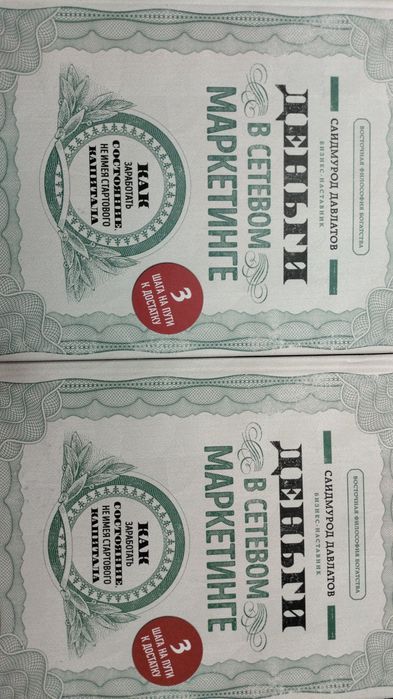 ВОСТОЧНАЯ ФИЛОСОФИЯ БОГАТСТВА
САИДМУРОД ДАВЛАТОВ
БИЗНЕС-НАСТАВНИК
ДЕНЬГИ
В СЕТЕВОМ
МАРКЕТИНГЕ
3
ШАГА НА ПУТИ
К ДОСТАТКУ
КАК
ЗАРАБОТАТЬ
СОСТОЯНИЕ,
НЕ ИМЕЯ СТАРТОВОГО
КАПИТАЛА
ВОСТОЧНАЯ ФИЛОСОФИЯ БОГАТСТВА
САИДМУРОД ДАВЛАТОВ
БИЗНЕС-НАСТАВНИК
ДЕНЬГИ
В СЕТЕВОМ
МАРКЕТИНГЕ
3
ШАГА НА ПУТИ
К ДОСТАТКУ
КАК
ЗАРАБОТАТЬ
СОСТОЯНИЕ,
НЕ ИМЕЯ СТАРТОВОГО
КАПИТАЛА